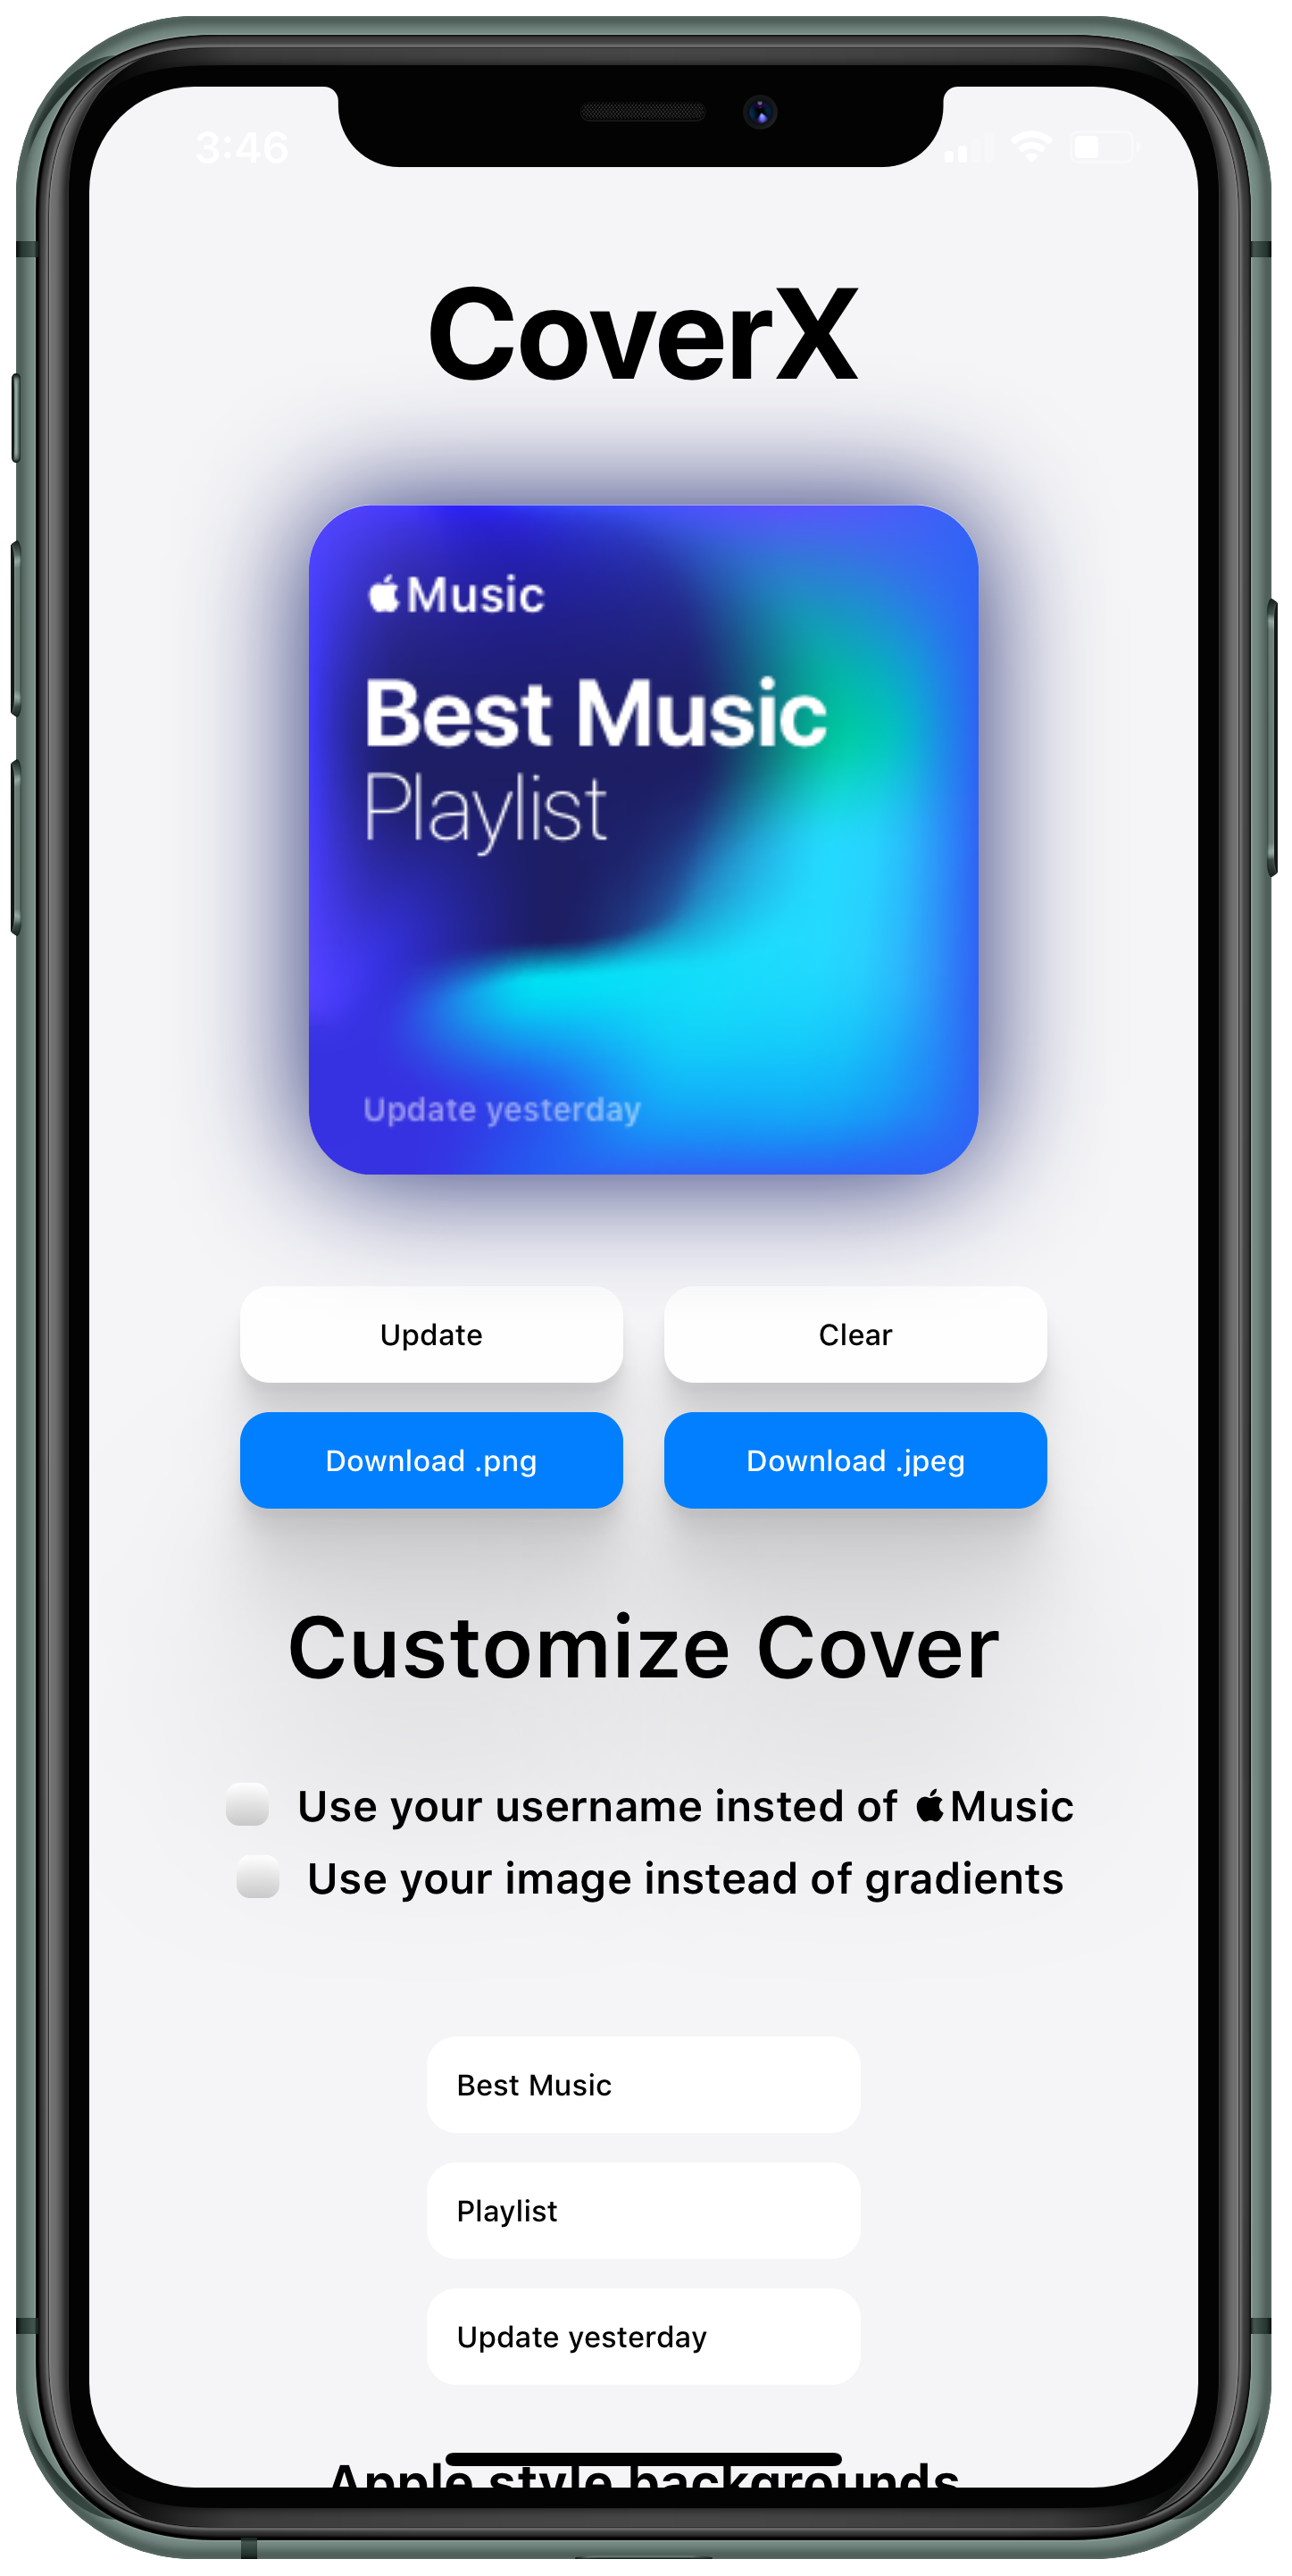 3:46
CoverX
Music
Best Music
Playlist
Update yesterday
Update
Clear
Download .png
Download .jpeg
Customize Cover
Use your username insted of Music
Use your image instead of gradients
Best Music
Playlist
Update yesterday
Apple style backgrounds